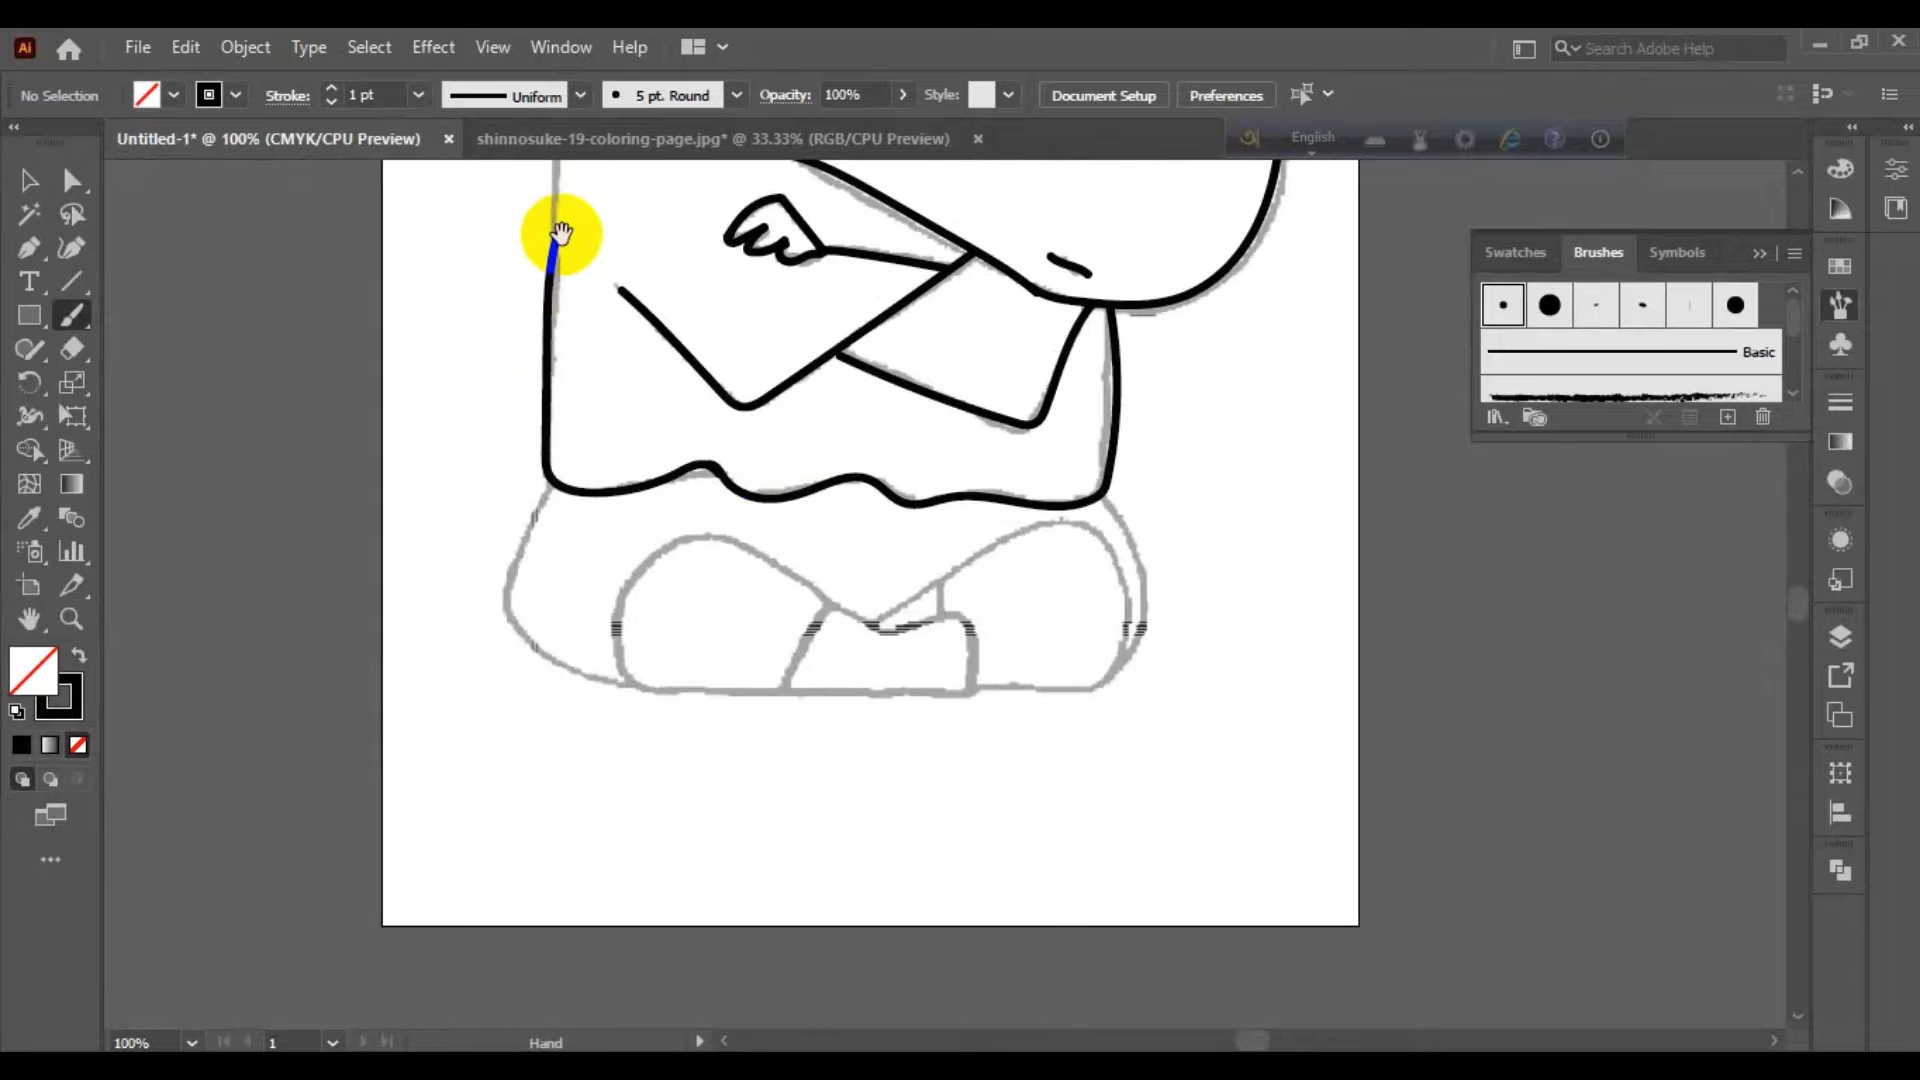 Ai File Edit Object Type Select Effect View Window Help Search Adobe Help
No Selection Stroke: 1 pt Uniform 5 pt. Round Opacity: 100% Style: Document Setup Preferences
Untitled-1* @ 100% (CMYK/CPU Preview) × shinnosuke-19-coloring-page.jpg* @ 33.33% (RGB/CPU Preview) × English
Swatches Brushes Symbols
Basic
100% 1 Hand